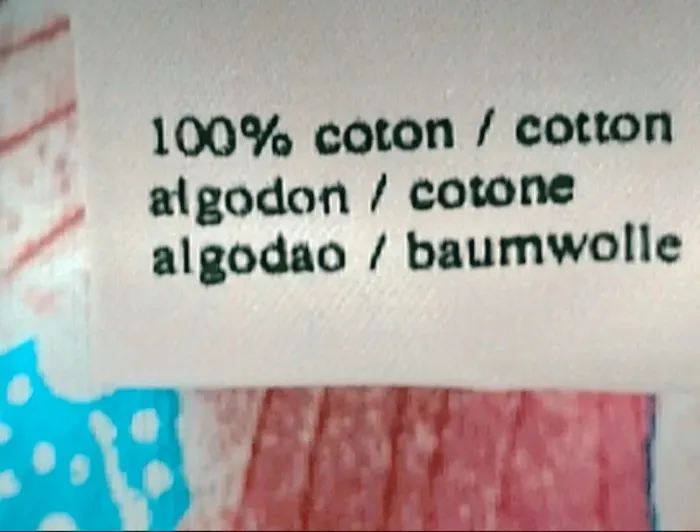 100% coton / cotton
algodon / cotone
algodao / baumwolle